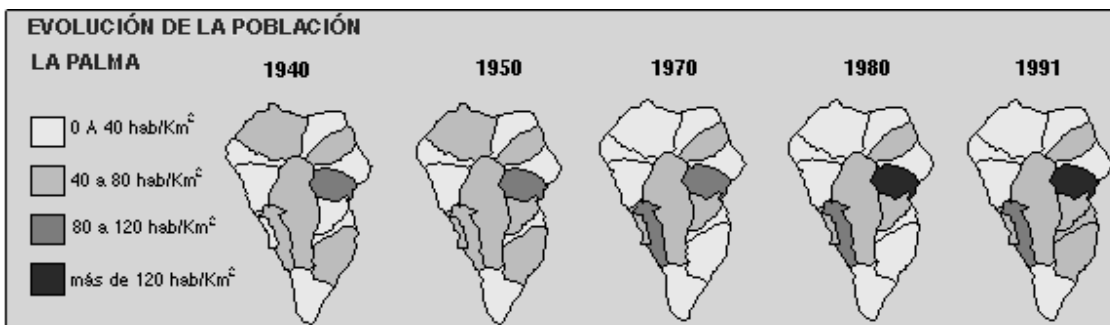 EVOLUCIÓN DE LA POBLACIÓN
LA PALMA
1940 1950 1970 1980 1991
0 A 40 hab/Km²
40 a 80 hab/Km²
80 a 120 hab/Km²
más de 120 hab/Km²